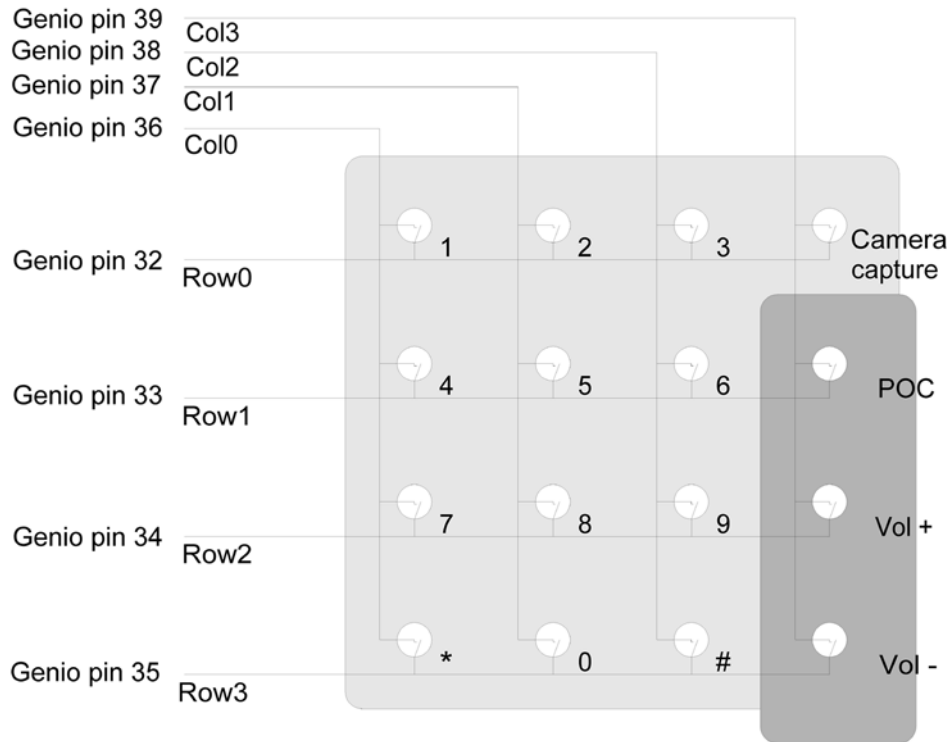 Genio pin 39
Col3
Genio pin 38
Col2
Genio pin 37
Col1
Genio pin 36
Col0
1
2
3
Camera
capture
Genio pin 32
Row0
4
5
6
POC
Genio pin 33
Row1
7
8
9
Vol +
Genio pin 34
Row2
*
0
#
Vol -
Genio pin 35
Row3